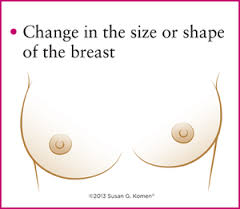 • Change in the size or shape
of the breast
©2013 Susan G. Komen®